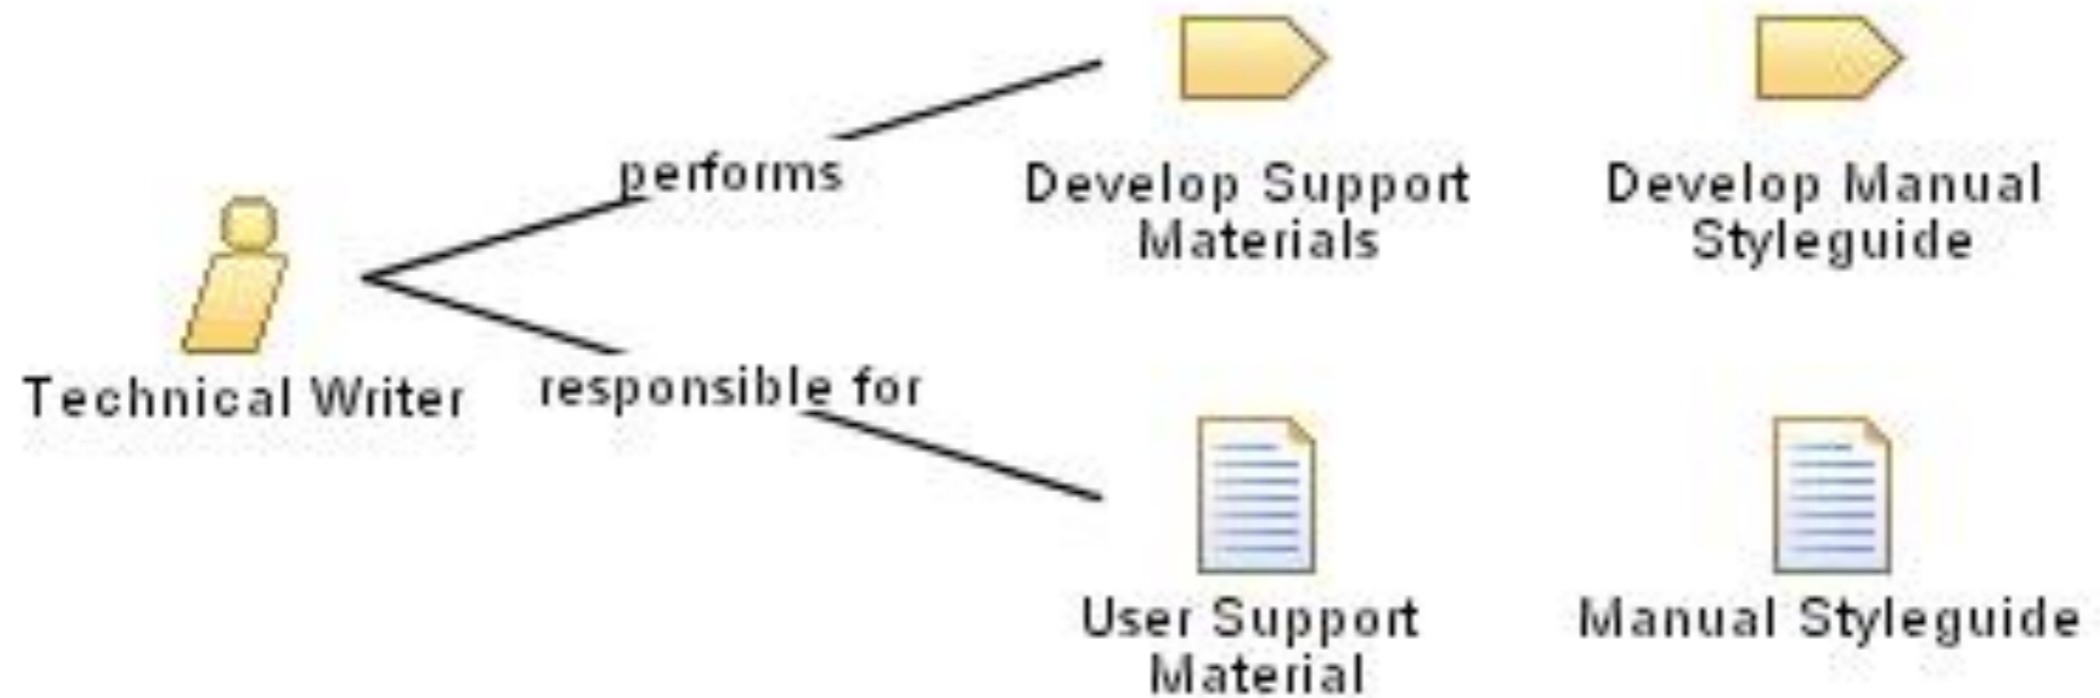 performs
Develop Support
Materials
Develop Manual
Styleguide
Technical Writer
responsible for
User Support
Material
Manual Styleguide